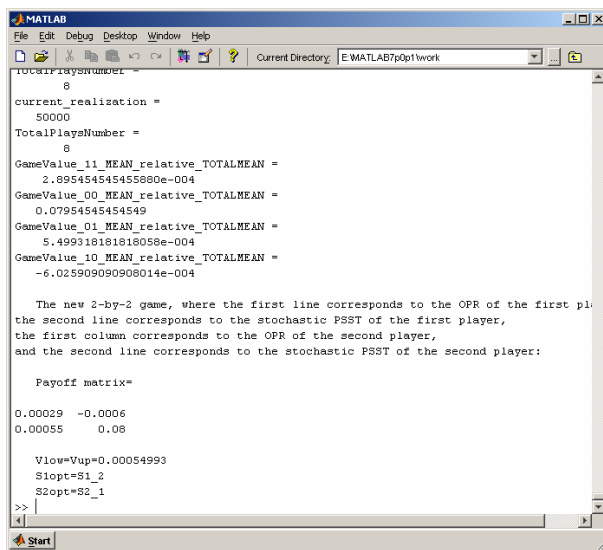 MATLAB
File Edit Debug Desktop Window Help
Current Directory: E:\MATLAB7p0p1\work
TotalPlaysNumber =
8
current_realization =
50000
TotalPlaysNumber =
8
GameValue_11_MEAN_relative_TOTALMEAN =
2.895454545455880e-004
GameValue_00_MEAN_relative_TOTALMEAN =
0.07954545454549
GameValue_01_MEAN_relative_TOTALMEAN =
5.499318181818058e-004
GameValue_10_MEAN_relative_TOTALMEAN =
-6.025909090908014e-004
The new 2-by-2 game, where the first line corresponds to the OPR of the first pla
the second line corresponds to the stochastic PSST of the first player,
the first column corresponds to the OPR of the second player,
and the second line corresponds to the stochastic PSST of the second player:
Payoff matrix=
0.00029 -0.0006
0.00055 0.08
Vlow=Vup=0.00054993
S1opt=S1_2
S2opt=S2_1
>>
Start